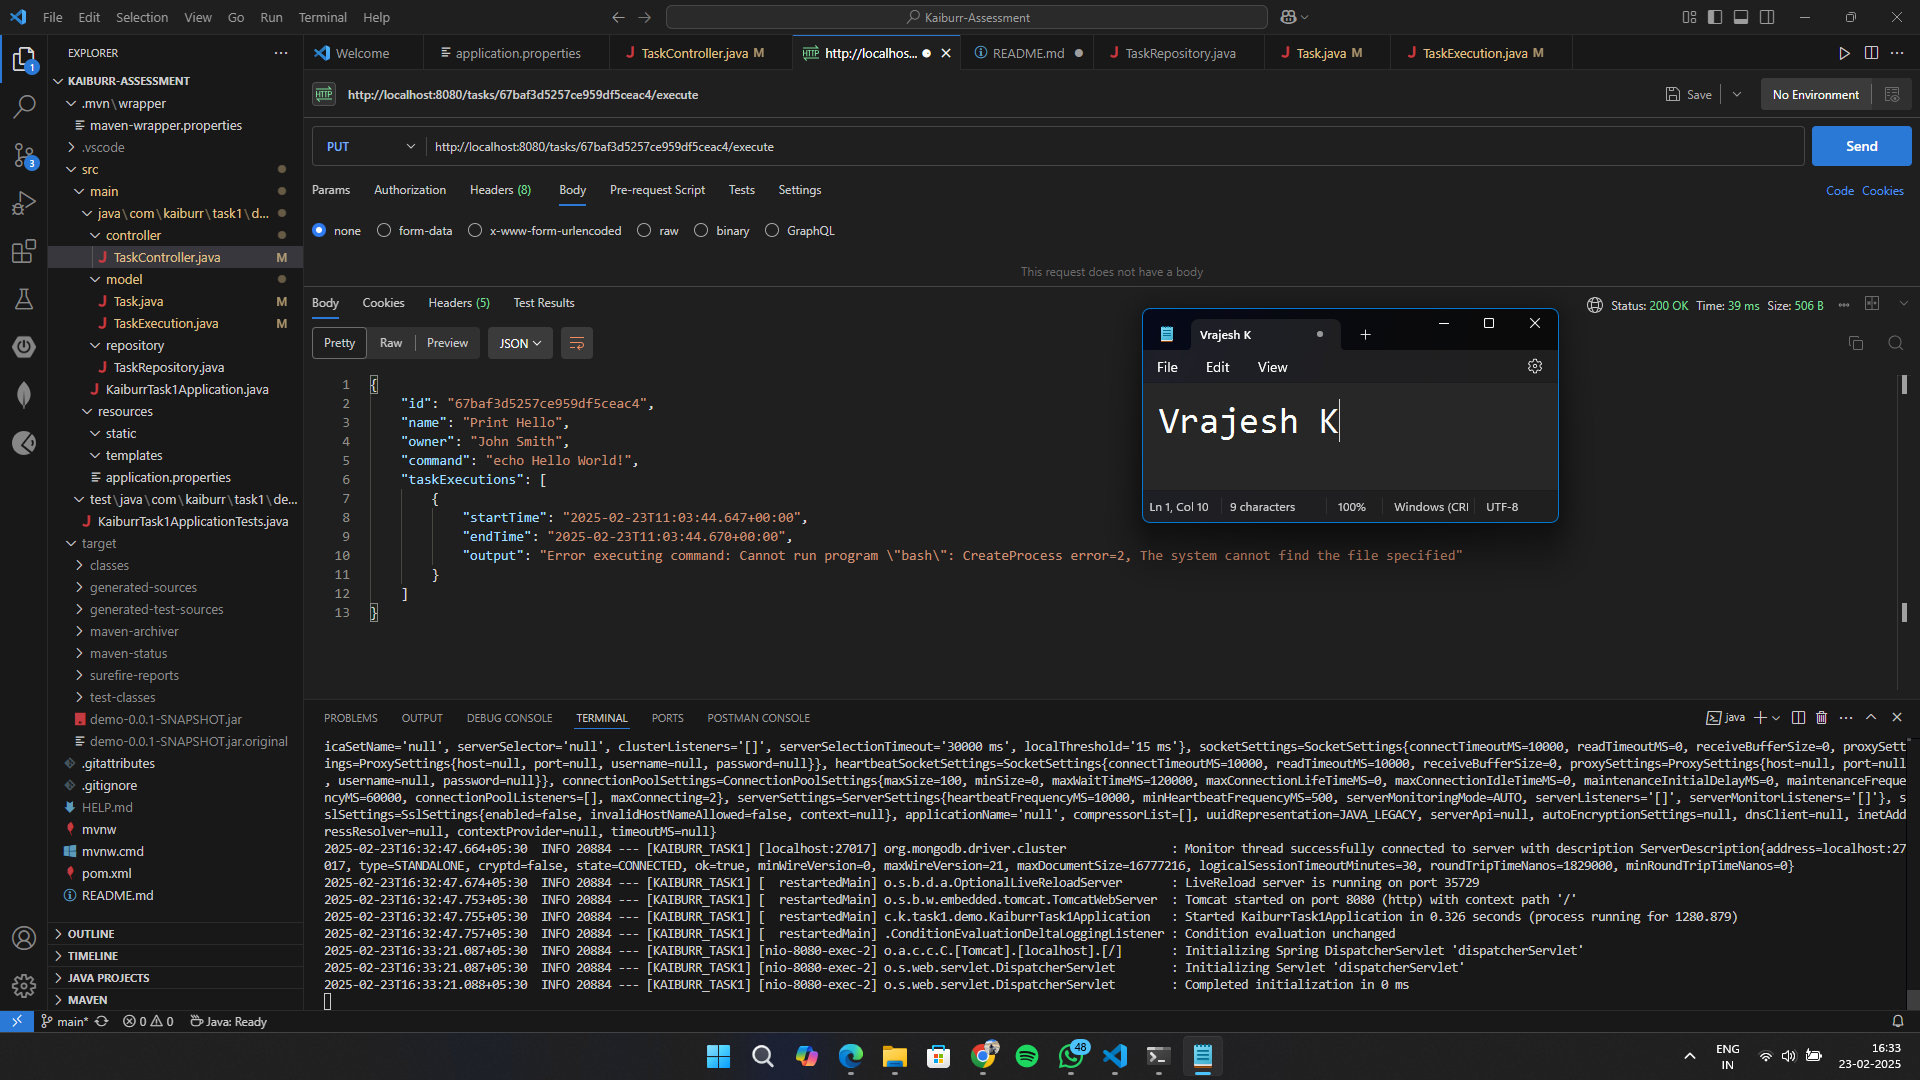 File Edit Selection View Go Run Terminal Help
Kaiburr-Assessment
EXPLORER
Welcome
application.properties
TaskController.java M
http://localhos...
README.md
TaskRepository.java
Task.java M
TaskExecution.java M
KAIBURR-ASSESSMENT
.mvn\wrapper
maven-wrapper.properties
.vscode
src
main
java\com\kaiburr\task1\d...
controller
TaskController.java M
model
Task.java M
TaskExecution.java M
repository
TaskRepository.java
KaiburrTask1Application.java
resources
static
templates
application.properties
test\java\com\kaiburr\task1\de...
KaiburrTask1ApplicationTests.java
target
classes
generated-sources
generated-test-sources
maven-archiver
maven-status
surefire-reports
test-classes
demo-0.0.1-SNAPSHOT.jar
demo-0.0.1-SNAPSHOT.jar.original
.gitattributes
.gitignore
HELP.md
mvnw
mvnw.cmd
pom.xml
README.md
OUTLINE
TIMELINE
JAVA PROJECTS
MAVEN
1
3
HTTP http://localhost:8080/tasks/67baf3d5257ce959df5ceac4/execute
Save
No Environment
PUT http://localhost:8080/tasks/67baf3d5257ce959df5ceac4/execute
Send
Params Authorization Headers (8) Body Pre-request Script Tests Settings
Code Cookies
none form-data x-www-form-urlencoded raw binary GraphQL
This request does not have a body
Body Cookies Headers (5) Test Results
Status: 200 OK Time: 39 ms Size: 506 B
Pretty Raw Preview JSON
1 {
2 "id": "67baf3d5257ce959df5ceac4",
3 "name": "Print Hello",
4 "owner": "John Smith",
5 "command": "echo Hello World!",
6 "taskExecutions": [
7 {
8 "startTime": "2025-02-23T11:03:44.647+00:00",
9 "endTime": "2025-02-23T11:03:44.670+00:00",
10 "output": "Error executing command: Cannot run program \"bash\": CreateProcess error=2, The system cannot find the file specified"
11 }
12 ]
13 }
Vrajesh K
File Edit View
Vrajesh K
Ln 1, Col 10 9 characters 100% Windows (CRI UTF-8
PROBLEMS OUTPUT DEBUG CONSOLE TERMINAL PORTS POSTMAN CONSOLE
java
icaSetName='null', serverSelector='null', clusterListeners='[]', serverSelectionTimeout='30000 ms', localThreshold='15 ms'}, socketSettings=SocketSettings{connectTimeoutMS=10000, readTimeoutMS=0, receiveBufferSize=0, proxySett
ings=ProxySettings{host=null, port=null, username=null, password=null}}, heartbeatSocketSettings=SocketSettings{connectTimeoutMS=10000, readTimeoutMS=10000, receiveBufferSize=0, proxySettings=ProxySettings{host=null, port=null
, username=null, password=null}}, connectionPoolSettings=ConnectionPoolSettings{maxSize=100, minSize=0, maxWaitTimeMS=120000, maxConnectionLifeTimeMS=0, maxConnectionIdleTimeMS=0, maintenanceInitialDelayMS=0, maintenanceFreque
ncyMS=60000, connectionPoolListeners=[], maxConnecting=2}, serverSettings=ServerSettings{heartbeatFrequencyMS=10000, minHeartbeatFrequencyMS=500, serverMonitoringMode=AUTO, serverListeners='[]', serverMonitorListeners='[]'}, s
slSettings=SslSettings{enabled=false, invalidHostNameAllowed=false, context=null}, applicationName='null', compressorList=[], uuidRepresentation=JAVA_LEGACY, serverApi=null, autoEncryptionSettings=null, dnsClient=null, inetAdd
ressResolver=null, contextProvider=null, timeoutMS=null}
2025-02-23T16:32:47.664+05:30 INFO 20884 --- [KAIBURR_TASK1] [localhost:27017] org.mongodb.driver.cluster : Monitor thread successfully connected to server with description ServerDescription{address=localhost:27
017, type=STANDALONE, cryptd=false, state=CONNECTED, ok=true, minWireVersion=0, maxWireVersion=21, maxDocumentSize=16777216, logicalSessionTimeoutMinutes=30, roundTripTimeNanos=1829000, minRoundTripTimeNanos=0}
2025-02-23T16:32:47.674+05:30 INFO 20884 --- [KAIBURR_TASK1] [ restartedMain] o.s.b.d.a.OptionalLiveReloadServer : LiveReload server is running on port 35729
2025-02-23T16:32:47.753+05:30 INFO 20884 --- [KAIBURR_TASK1] [ restartedMain] o.s.b.w.embedded.tomcat.TomcatWebServer : Tomcat started on port 8080 (http) with context path '/'
2025-02-23T16:32:47.755+05:30 INFO 20884 --- [KAIBURR_TASK1] [ restartedMain] c.k.task1.demo.KaiburrTask1Application : Started KaiburrTask1Application in 0.326 seconds (process running for 1280.879)
2025-02-23T16:32:47.757+05:30 INFO 20884 --- [KAIBURR_TASK1] [ restartedMain] .ConditionEvaluationDeltaLoggingListener : Condition evaluation unchanged
2025-02-23T16:33:21.087+05:30 INFO 20884 --- [KAIBURR_TASK1] [nio-8080-exec-2] o.a.c.c.C.[Tomcat].[localhost].[/] : Initializing Spring DispatcherServlet 'dispatcherServlet'
2025-02-23T16:33:21.087+05:30 INFO 20884 --- [KAIBURR_TASK1] [nio-8080-exec-2] o.s.web.servlet.DispatcherServlet : Initializing Servlet 'dispatcherServlet'
2025-02-23T16:33:21.088+05:30 INFO 20884 --- [KAIBURR_TASK1] [nio-8080-exec-2] o.s.web.servlet.DispatcherServlet : Completed initialization in 0 ms
main* 0 0 Java: Ready
48
ENG
IN
16:33
23-02-2025